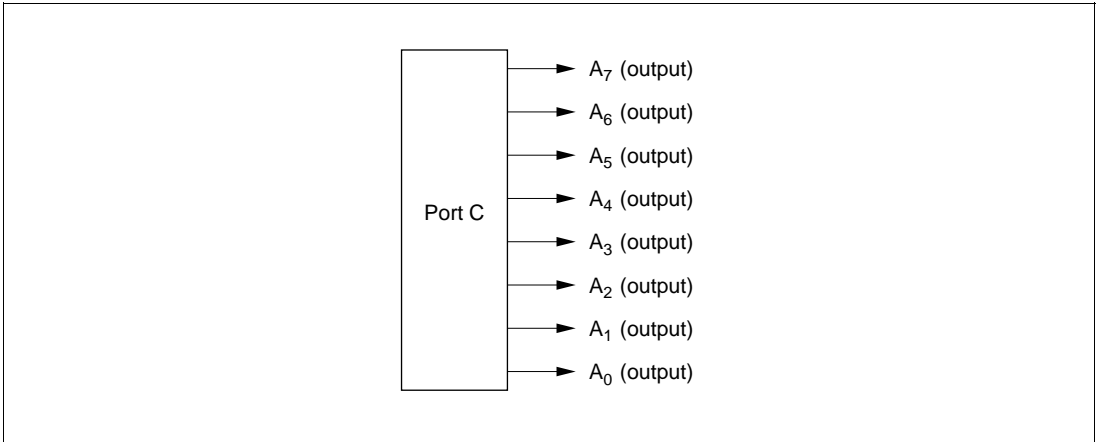 A7 (output)
A6 (output)
A5 (output)
A4 (output)
Port C
A3 (output)
A2 (output)
A1 (output)
A0 (output)